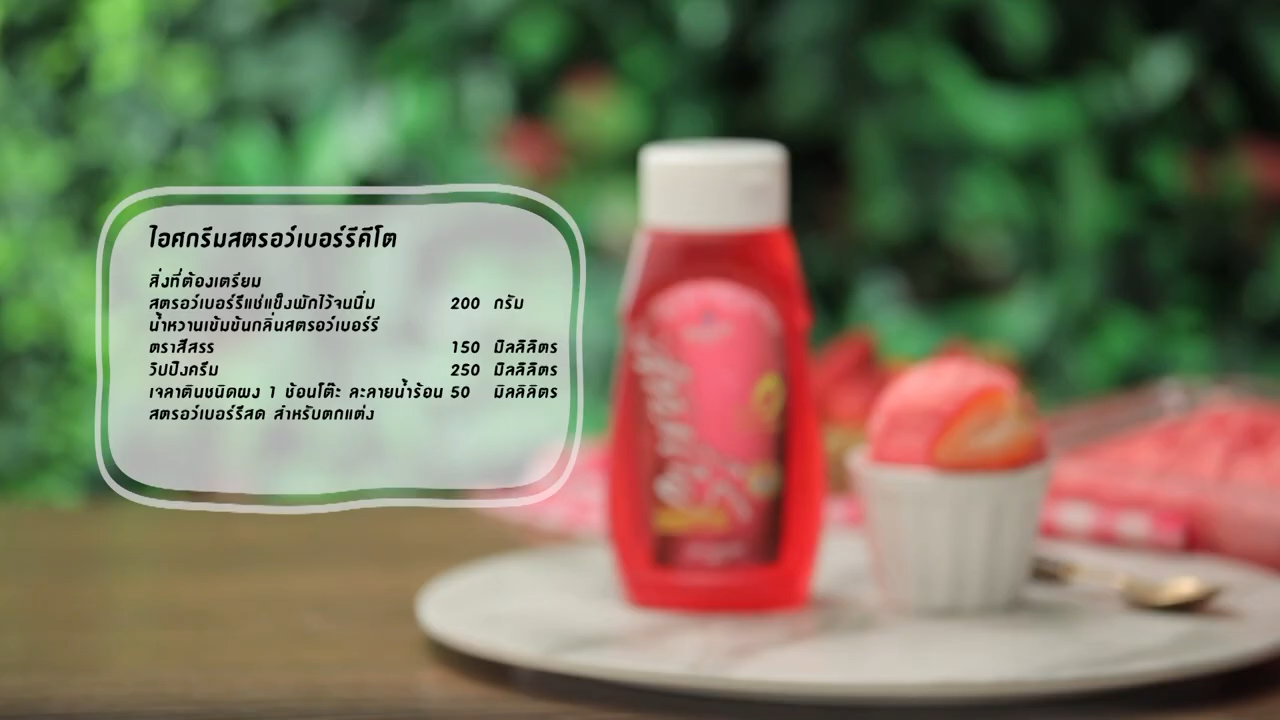 ไอศกรีมสตรอว์เบอร์รีคีโต
สิ่งที่ต้องเตรียม
สตรอว์เบอร์รีแช่แข็งพักไว้จนนิ่ม 200 กรัม
น้ำหวานเข้มข้นกลิ่นสตรอว์เบอร์รี
ตราสีสรร 150 มิลลิลิตร
วิปปิงครีม 250 มิลลิลิตร
เจลาตินชนิดผง 1 ช้อนโต๊ะ ละลายน้ำร้อน 50 มิลลิลิตร
สตรอว์เบอร์รีสด สำหรับตกแต่ง